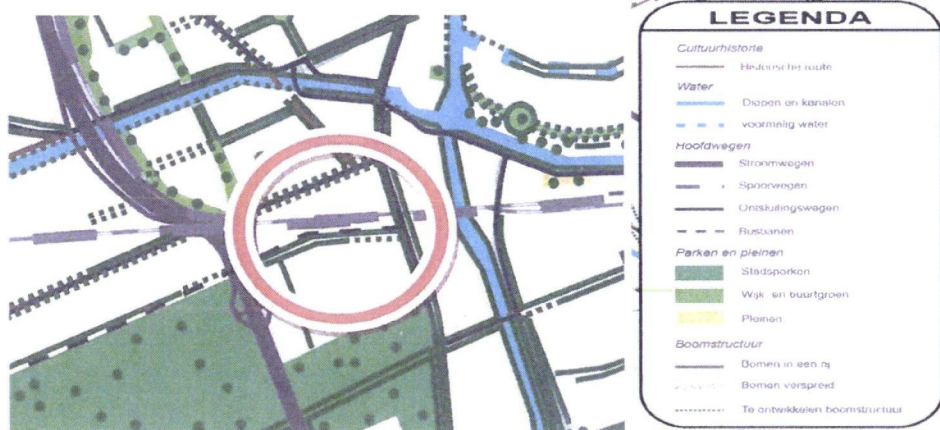 LEGENDA
Cultuurhistorie
Historische route
Water
Diepen en kanalen
voormalig water
Hoofdwegen
Stroomwegen
Spoorwegen
Ontsluitingswegen
Busbanen
Parken en pleinen
Stadsparken
Wijk- en buurtgroen
Pleinen
Boomstructuur
Bomen in een rij
Bomen verspreid
Te ontwikkelen boomstructuur